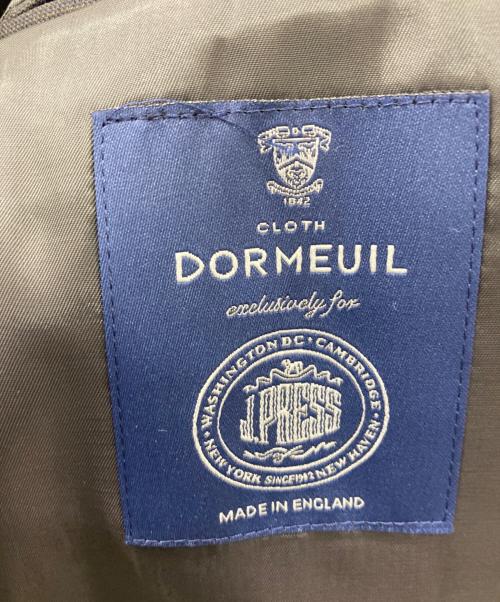 1842
CLOTH
DORMEUIL
exclusively for
WASHINGTON DC • CAMBRIDGE
J. PRESS
• NEW YORK SINCE 1902 NEW HAVEN •
MADE IN ENGLAND